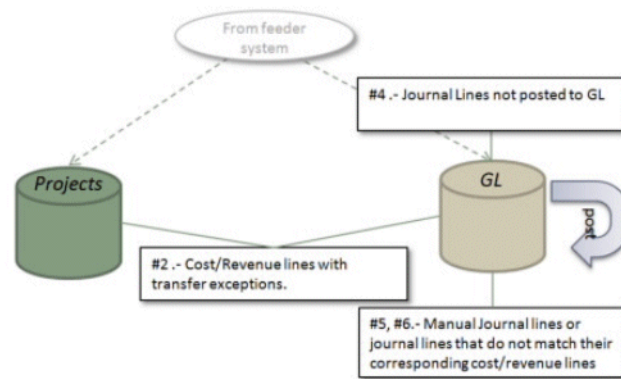 From feeder
system
#4 .- Journal Lines not posted to GL
Projects
GL
post
#2 .- Cost/Revenue lines with
transfer exceptions.
#5, #6.- Manual Journal lines or
journal lines that do not match their
corresponding cost/revenue lines